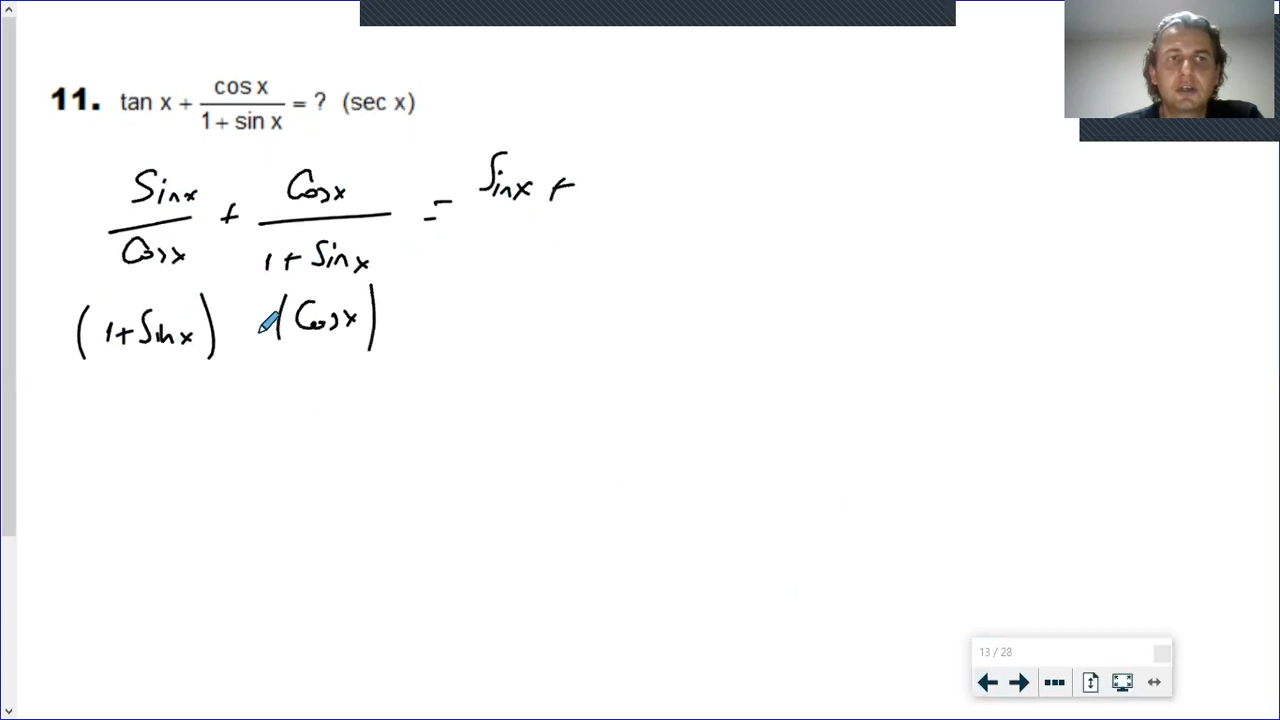 11. tan x + cos x / 1 + sin x = ? (sec x)
Sinx / Cosx + Cosx / 1 + Sinx = Sinx +
(1 + Sinx) (Cosx)
13 / 28